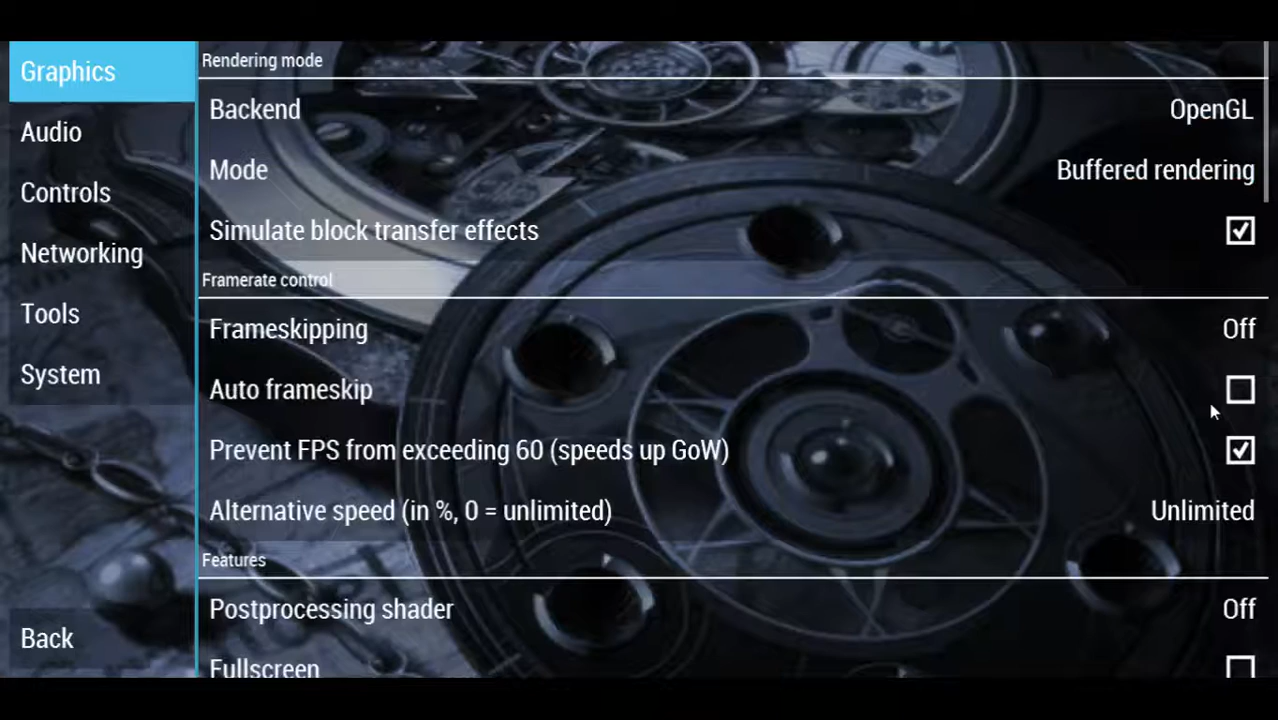 Graphics
Audio
Controls
Networking
Tools
System
Back
Rendering mode
Backend OpenGL
Mode Buffered rendering
Simulate block transfer effects
Framerate control
Frameskipping Off
Auto frameskip
Prevent FPS from exceeding 60 (speeds up GoW)
Alternative speed (in %, 0 = unlimited) Unlimited
Features
Postprocessing shader Off
Fullscreen